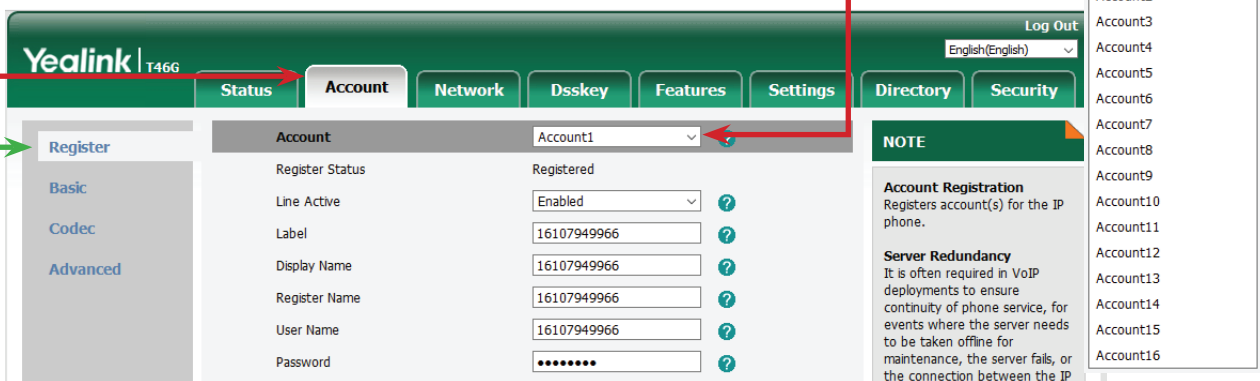 Log Out
Yealink T46G
English(English)
Status Account Network Dsskey Features Settings Directory Security
Register
Basic
Codec
Advanced
Account Account1 ?
Register Status Registered
Line Active Enabled ?
Label 16107949966 ?
Display Name 16107949966 ?
Register Name 16107949966 ?
User Name 16107949966 ?
Password •••••••• ?
NOTE
Account Registration
Registers account(s) for the IP
phone.
Server Redundancy
It is often required in VoIP
deployments to ensure
continuity of phone service, for
events where the server needs
to be taken offline for
maintenance, the server fails, or
the connection between the IP
Account3
Account4
Account5
Account6
Account7
Account8
Account9
Account10
Account11
Account12
Account13
Account14
Account15
Account16